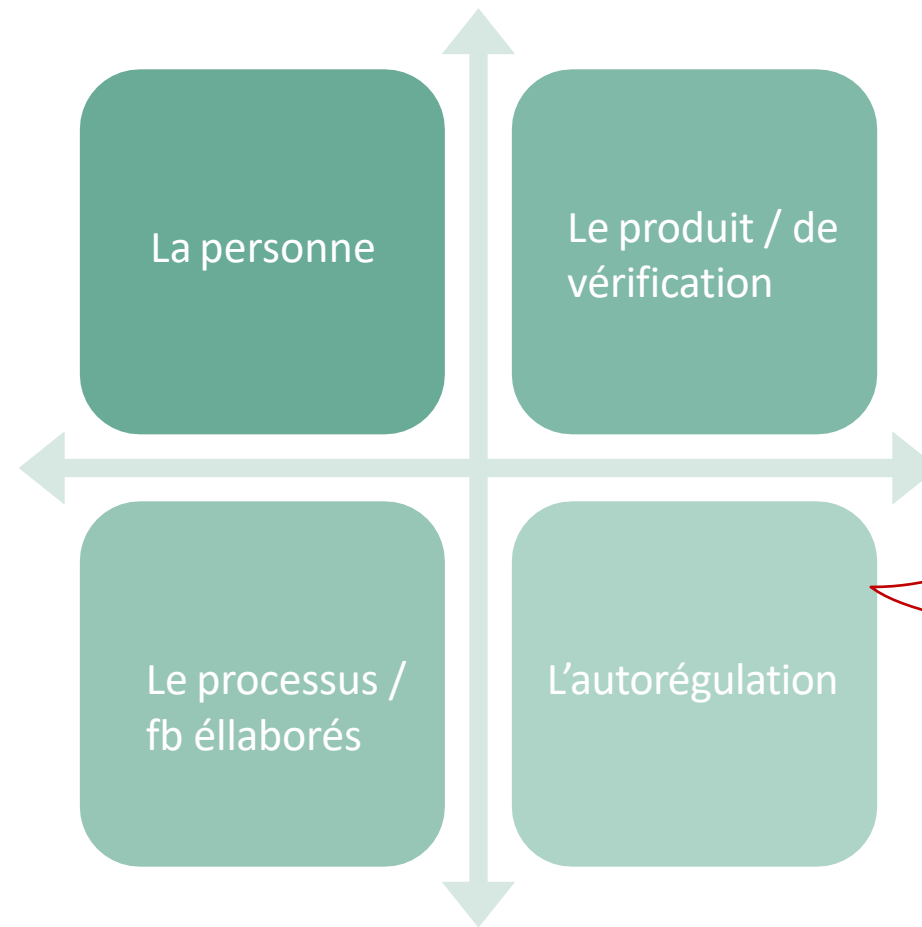 La personne
Le produit / de
vérification
Le processus /
fb éllaborés
L’autorégulation